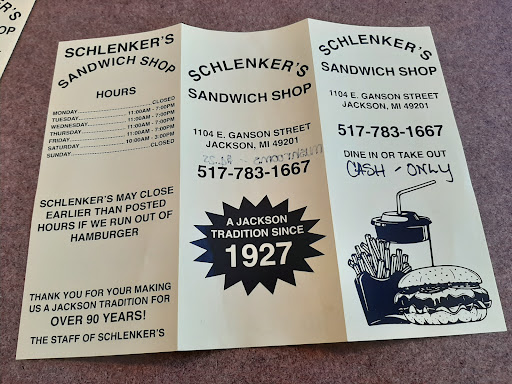 SCHLENKER'S
SANDWICH SHOP
HOURS
MONDAY CLOSED
TUESDAY 11:00AM - 7:00PM
WEDNESDAY 11:00AM - 7:00PM
THURSDAY 11:00AM - 7:00PM
FRIDAY 11:00AM - 7:00PM
SATURDAY 10:00AM - 3:00PM
SUNDAY CLOSED
SCHLENKER'S MAY CLOSE
EARLIER THAN POSTED
HOURS IF WE RUN OUT OF
HAMBURGER
THANK YOU FOR YOUR MAKING
US A JACKSON TRADITION FOR
OVER 90 YEARS!
THE STAFF OF SCHLENKER'S
SCHLENKER'S
SANDWICH SHOP
1104 E. GANSON STREET
JACKSON, MI 49201
517-783-1667
A JACKSON
TRADITION SINCE
1927
SCHLENKER'S
SANDWICH SHOP
1104 E. GANSON STREET
JACKSON, MI 49201
517-783-1667
DINE IN OR TAKE OUT
CASH - ONLY